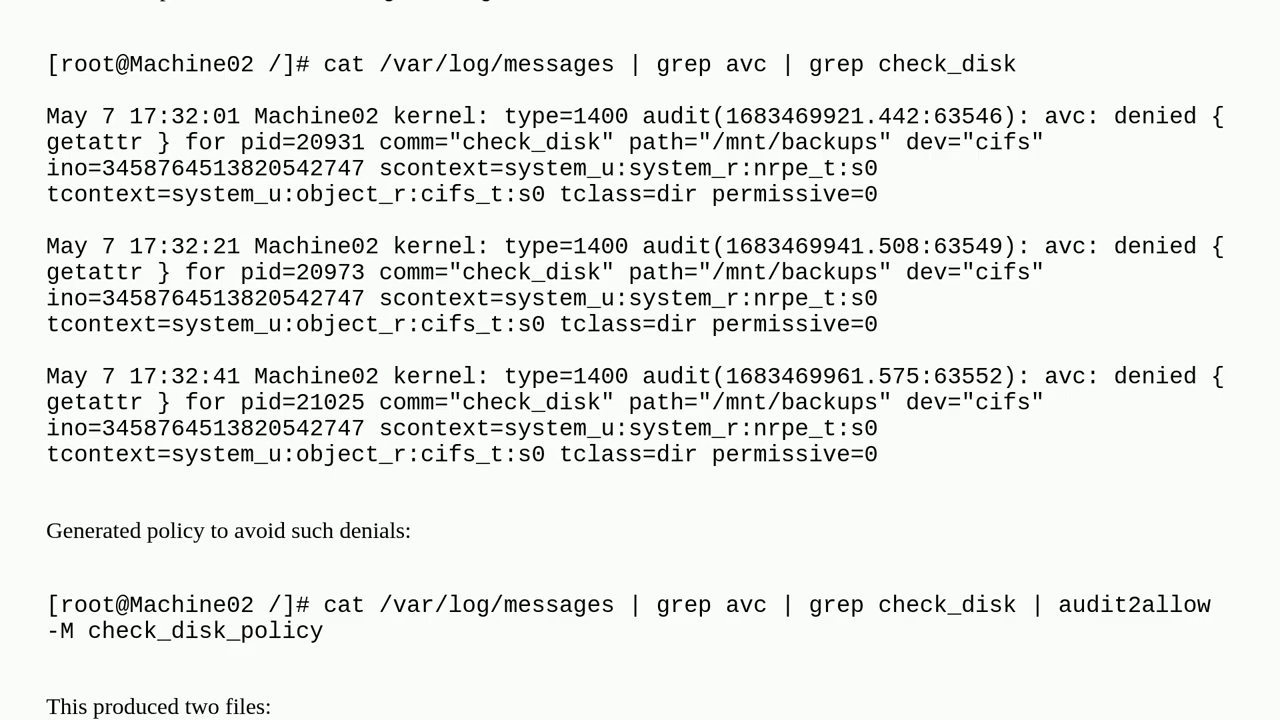 [root@Machine02 /]# cat /var/log/messages | grep avc | grep check_disk
May 7 17:32:01 Machine02 kernel: type=1400 audit(1683469921.442:63546): avc: denied {
getattr } for pid=20931 comm="check_disk" path="/mnt/backups" dev="cifs"
ino=3458764513820542747 scontext=system_u:system_r:nrpe_t:s0
tcontext=system_u:object_r:cifs_t:s0 tclass=dir permissive=0
May 7 17:32:21 Machine02 kernel: type=1400 audit(1683469941.508:63549): avc: denied {
getattr } for pid=20973 comm="check_disk" path="/mnt/backups" dev="cifs"
ino=3458764513820542747 scontext=system_u:system_r:nrpe_t:s0
tcontext=system_u:object_r:cifs_t:s0 tclass=dir permissive=0
May 7 17:32:41 Machine02 kernel: type=1400 audit(1683469961.575:63552): avc: denied {
getattr } for pid=21025 comm="check_disk" path="/mnt/backups" dev="cifs"
ino=3458764513820542747 scontext=system_u:system_r:nrpe_t:s0
tcontext=system_u:object_r:cifs_t:s0 tclass=dir permissive=0
Generated policy to avoid such denials:
[root@Machine02 /]# cat /var/log/messages | grep avc | grep check_disk | audit2allow
-M check_disk_policy
This produced two files: